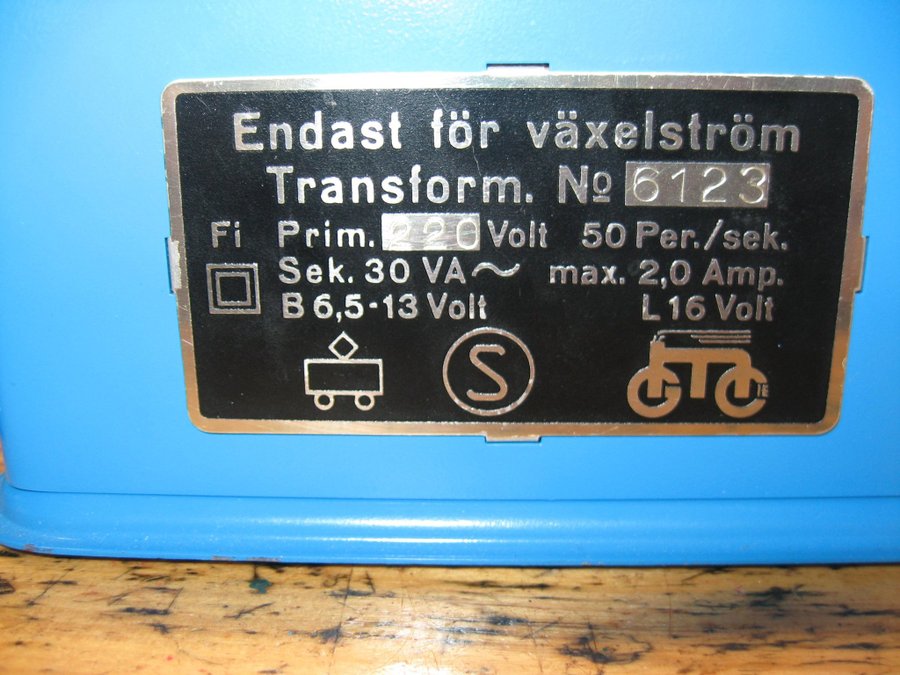 Endast för växelström
Transform. No 6123
Fi Prim. 220 Volt 50 Per./sek.
Sek. 30 VA~ max. 2,0 Amp.
B 6,5-13 Volt L 16 Volt
S